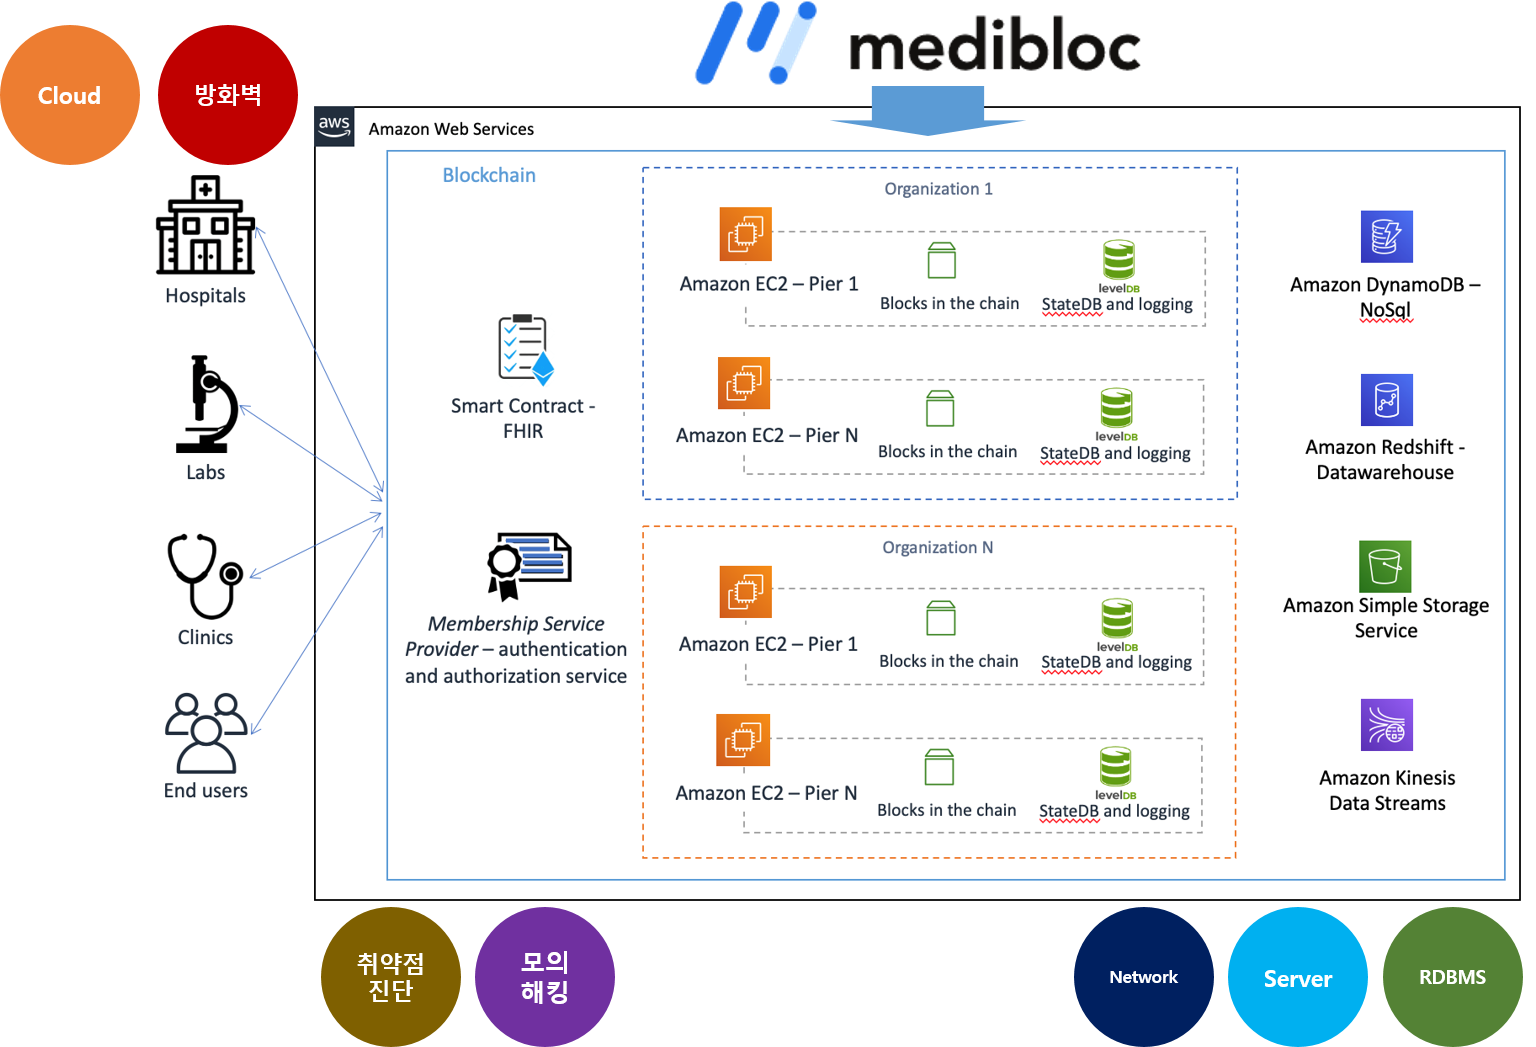 medibloc
Cloud
방화벽
aws
Amazon Web Services
Blockchain
Hospitals
Labs
Clinics
End users
Smart Contract -
FHIR
Membership Service
Provider – authentication
and authorization service
Organization 1
Amazon EC2 – Pier 1
Blocks in the chain
levelDB
StateDB and logging
Amazon EC2 – Pier N
Blocks in the chain
levelDB
StateDB and logging
Organization N
Amazon EC2 – Pier 1
Blocks in the chain
levelDB
StateDB and logging
Amazon EC2 – Pier N
Blocks in the chain
levelDB
StateDB and logging
Amazon DynamoDB –
NoSql
Amazon Redshift -
Datawarehouse
Amazon Simple Storage
Service
Amazon Kinesis
Data Streams
취약점
진단
모의
해킹
Network
Server
RDBMS